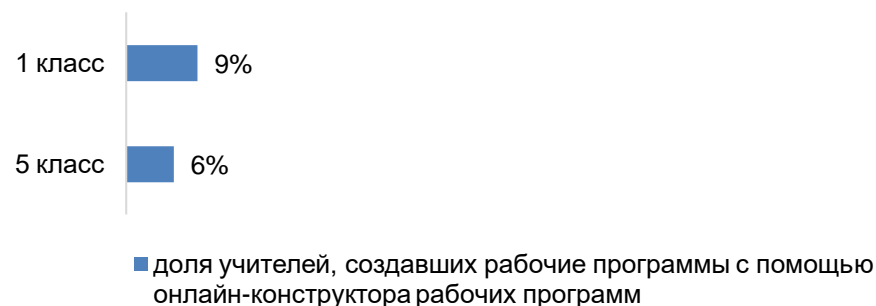 1 класс
9%
5 класс
6%
доля учителей, создавших рабочие программы с помощью
онлайн-конструктора рабочих программ